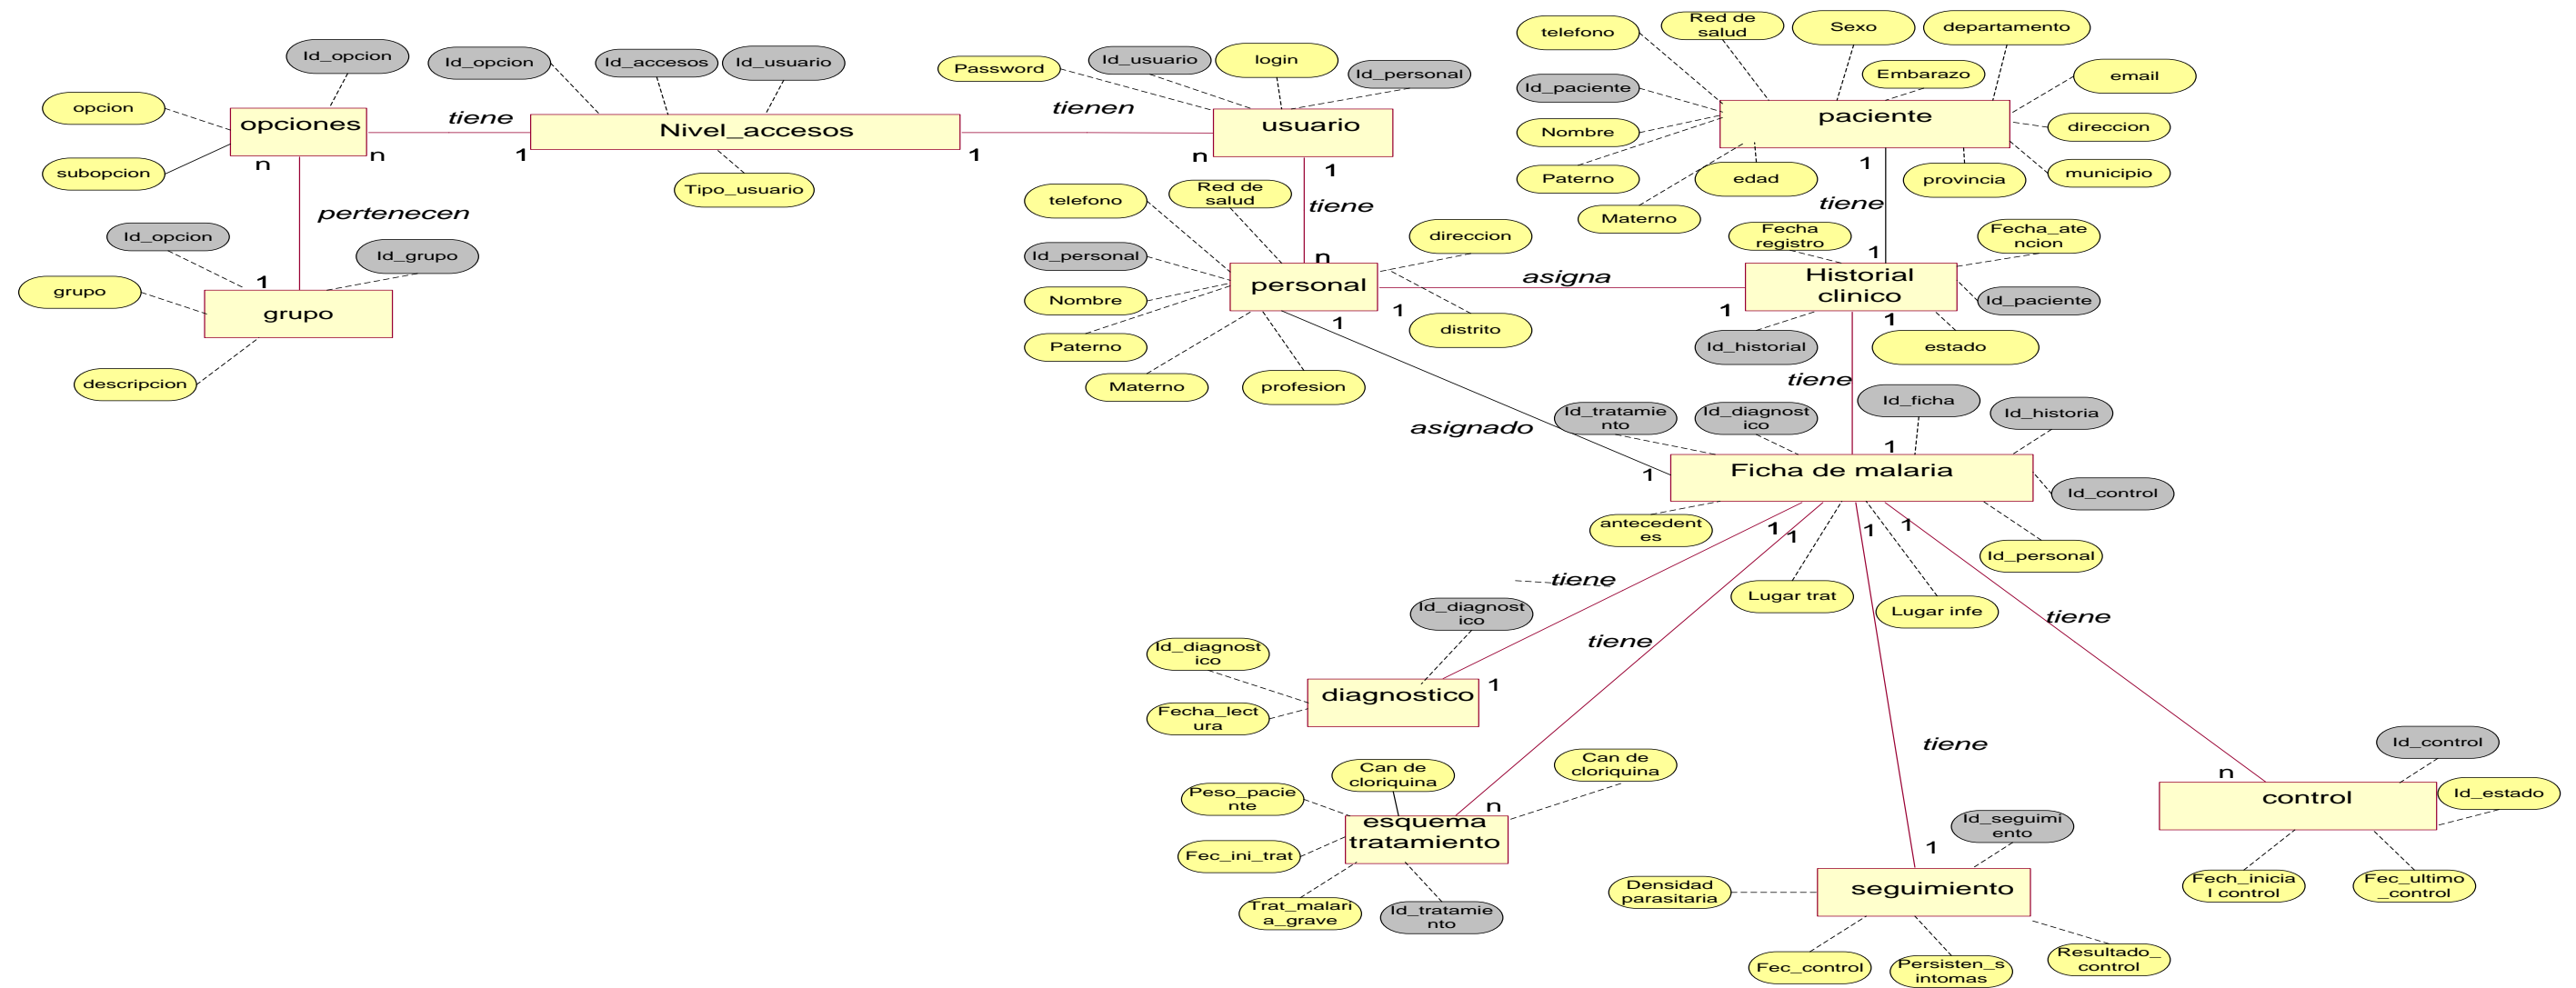 Id_opcion
opcion
subopcion
opciones
n
n
tiene
1
Id_opcion
Id_accesos
Id_usuario
Nivel_accesos
1
Tipo_usuario
tienen
n
Password
Id_usuario
login
Id_personal
usuario
1
tiene
n
pertenecen
1
Id_opcion
Id_grupo
grupo
grupo
descripcion
telefono
Red de
salud
Id_personal
Nombre
Paterno
Materno
profesion
direccion
distrito
personal
1
1
asigna
1
telefono
Red de
salud
Sexo
departamento
Id_paciente
Embarazo
email
Nombre
paciente
direccion
Paterno
edad
provincia
municipio
Materno
1
tiene
1
Fecha
registro
Fecha_ate
ncion
Historial
clinico
Id_paciente
Id_historial
1
estado
tiene
1
asignado
1
Id_tratamie
nto
Id_diagnost
ico
Id_ficha
Id_historia
Ficha de malaria
Id_control
antecedent
es
Id_personal
Lugar trat
Lugar infe
1
1
1
1
tiene
tiene
tiene
tiene
Id_diagnost
ico
Id_diagnost
ico
Fecha_lect
ura
diagnostico
1
Can de
cloriquina
Can de
cloriquina
Peso_pacie
nte
n
esquema
tratamiento
Fec_ini_trat
Trat_malari
a_grave
Id_tratamie
nto
1
Id_seguimi
ento
seguimiento
Densidad
parasitaria
Fec_control
Persisten_s
intomas
Resultado_
control
n
Id_control
Id_estado
control
Fech_inicia
l control
Fec_ultimo
_control